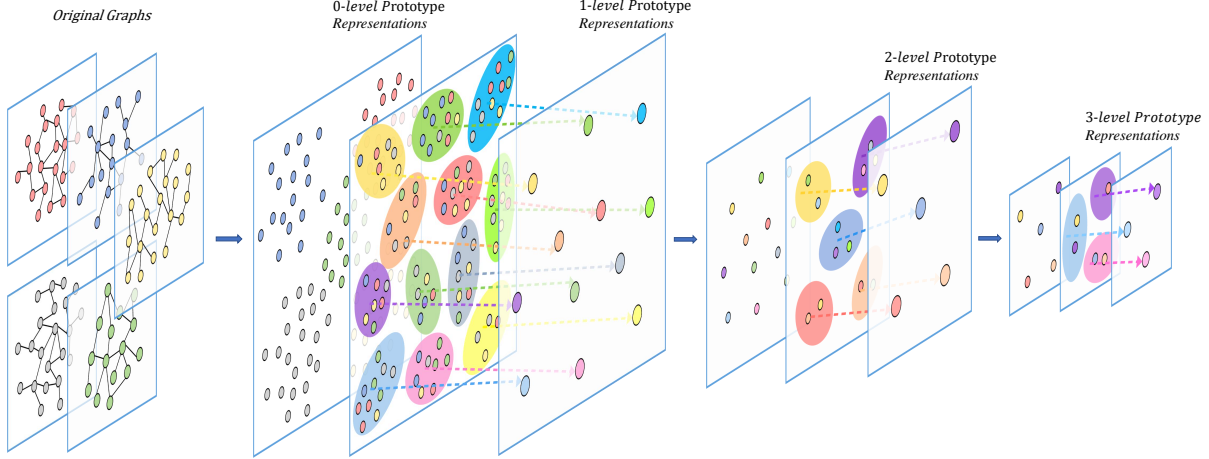 Original Graphs
0-level Prototype
Representations
1-level Prototype
Representations
2-level Prototype
Representations
3-level Prototype
Representations